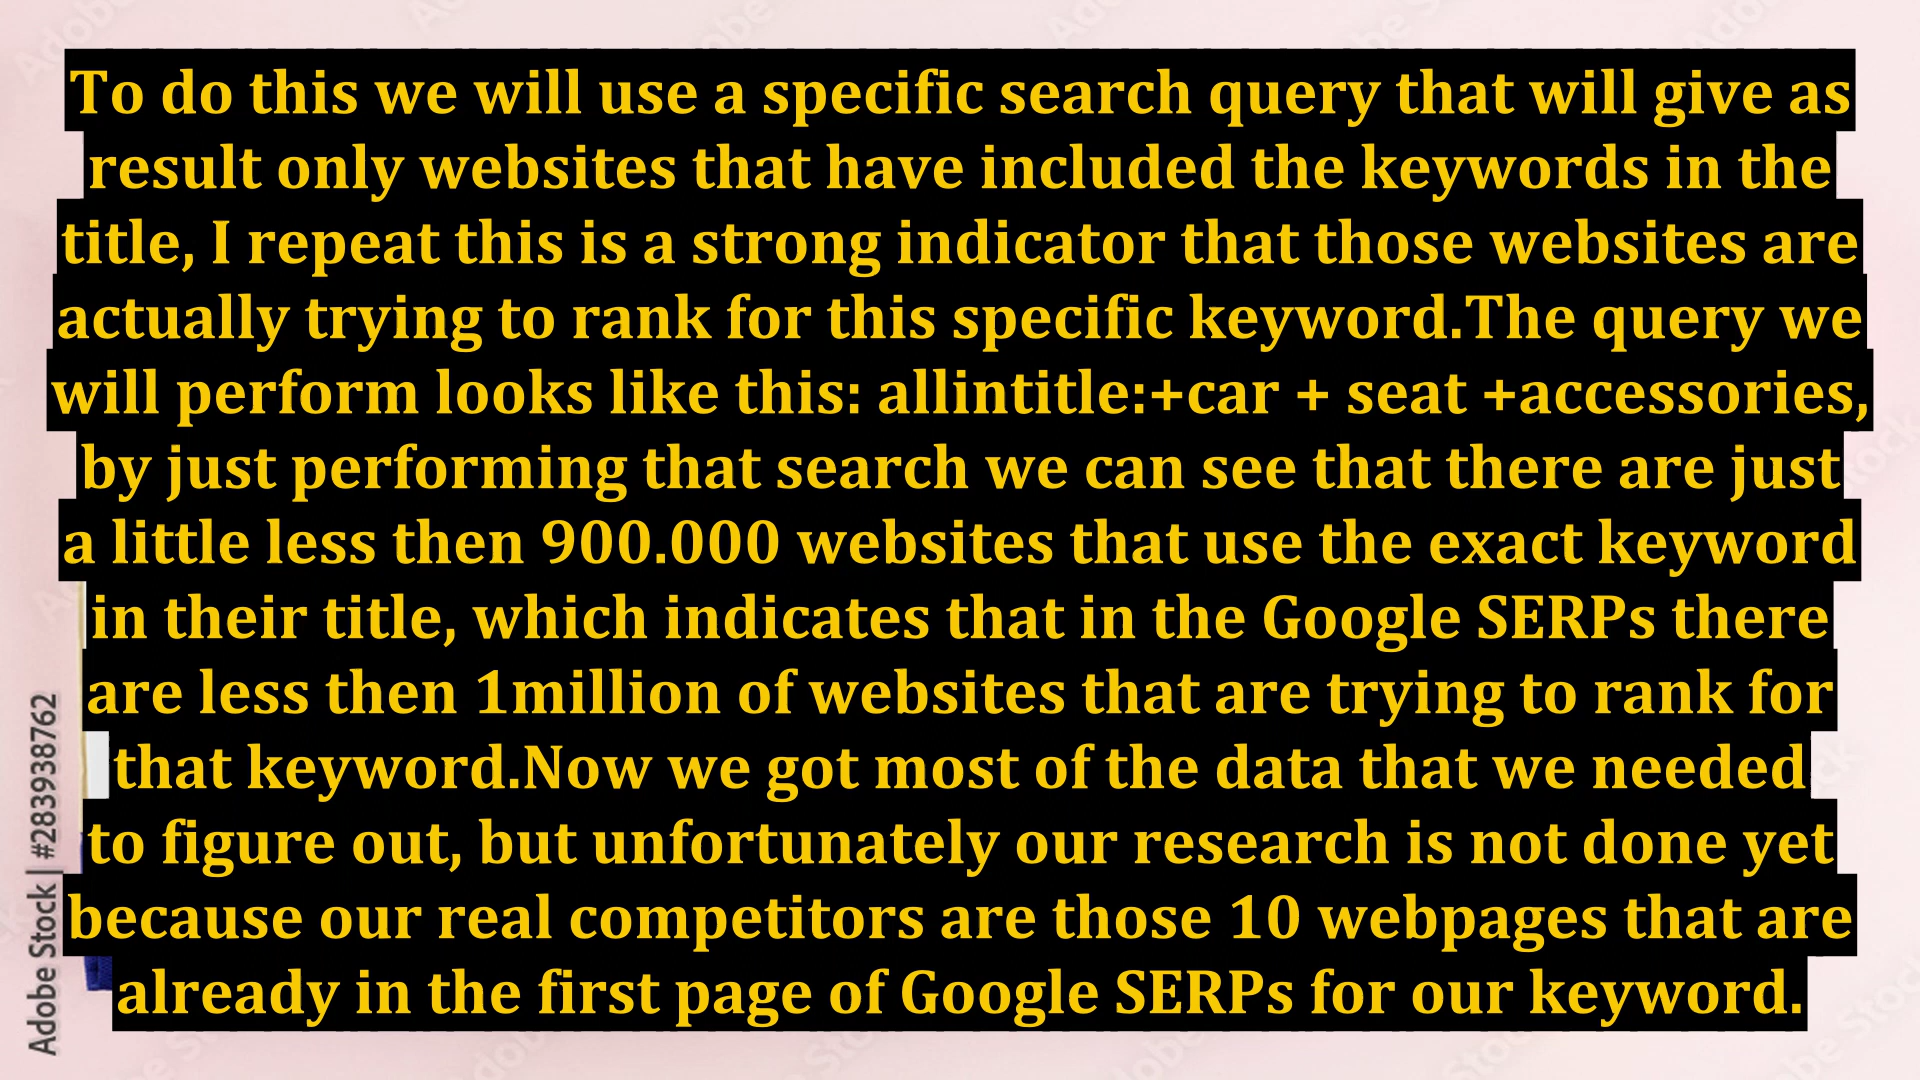 To do this we will use a specific search query that will give as
result only websites that have included the keywords in the
title, I repeat this is a strong indicator that those websites are
actually trying to rank for this specific keyword.The query we
will perform looks like this: allintitle:+car + seat +accessories,
by just performing that search we can see that there are just
a little less then 900.000 websites that use the exact keyword
in their title, which indicates that in the Google SERPs there
are less then 1million of websites that are trying to rank for
that keyword.Now we got most of the data that we needed
to figure out, but unfortunately our research is not done yet
because our real competitors are those 10 webpages that are
already in the first page of Google SERPs for our keyword.
Adobe Stock | #283938762